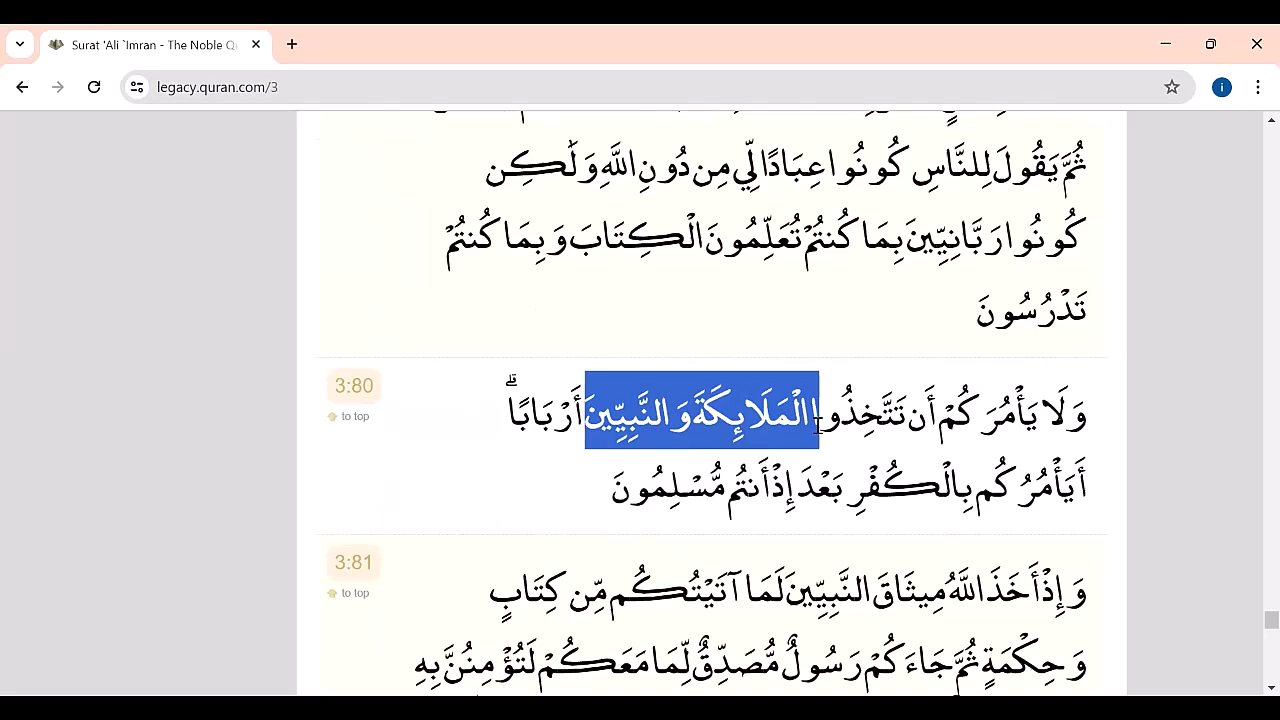 Surat 'Ali `Imran - The Noble Q
legacy.quran.com/3
i
ثُمَّ يَقُولَ لِلنَّاسِ كُونُوا عِبَادًا لِّي مِن دُونِ اللَّهِ وَلَٰكِن
كُونُوا رَبَّانِيِّينَ بِمَا كُنتُمْ تُعَلِّمُونَ الْكِتَابَ وَبِمَا كُنتُمْ
تَدْرُسُونَ
3:80
to top
وَلَا يَأْمُرَكُمْ أَن تَتَّخِذُوا الْمَلَائِكَةَ وَالنَّبِيِّينَ أَرْبَابًا ۗ
أَيَأْمُرُكُم بِالْكُفْرِ بَعْدَ إِذْ أَنتُم مُّسْلِمُونَ
3:81
to top
وَإِذْ أَخَذَ اللَّهُ مِيثَاقَ النَّبِيِّينَ لَمَا آتَيْتُكُم مِّن كِتَابٍ
وَحِكْمَةٍ ثُمَّ جَاءَكُمْ رَسُولٌ مُّصَدِّقٌ لِّمَا مَعَكُمْ لَتُؤْمِنُنَّ بِهِ